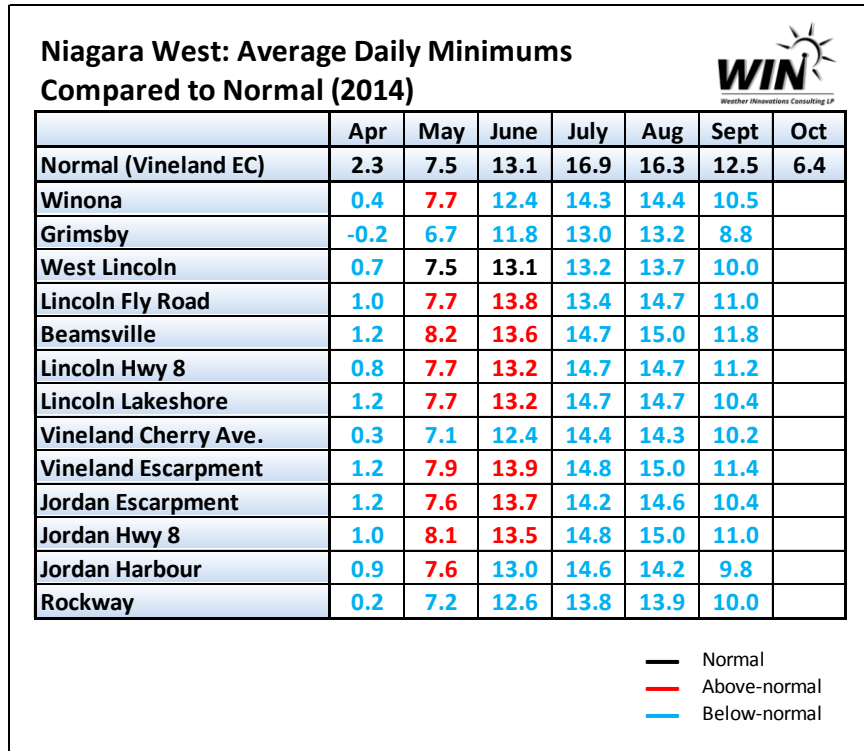 Niagara West: Average Daily Minimums
Compared to Normal (2014)
WIN
Weather INnovations Consulting LP
Apr May June July Aug Sept Oct
Normal (Vineland EC) 2.3 7.5 13.1 16.9 16.3 12.5 6.4
Winona 0.4 7.7 12.4 14.3 14.4 10.5
Grimsby -0.2 6.7 11.8 13.0 13.2 8.8
West Lincoln 0.7 7.5 13.1 13.2 13.7 10.0
Lincoln Fly Road 1.0 7.7 13.8 13.4 14.7 11.0
Beamsville 1.2 8.2 13.6 14.7 15.0 11.8
Lincoln Hwy 8 0.8 7.7 13.2 14.7 14.7 11.2
Lincoln Lakeshore 1.2 7.7 13.2 14.7 14.7 10.4
Vineland Cherry Ave. 0.3 7.1 12.4 14.4 14.3 10.2
Vineland Escarpment 1.2 7.9 13.9 14.8 15.0 11.4
Jordan Escarpment 1.2 7.6 13.7 14.2 14.6 10.4
Jordan Hwy 8 1.0 8.1 13.5 14.8 15.0 11.0
Jordan Harbour 0.9 7.6 13.0 14.6 14.2 9.8
Rockway 0.2 7.2 12.6 13.8 13.9 10.0
Normal
Above-normal
Below-normal